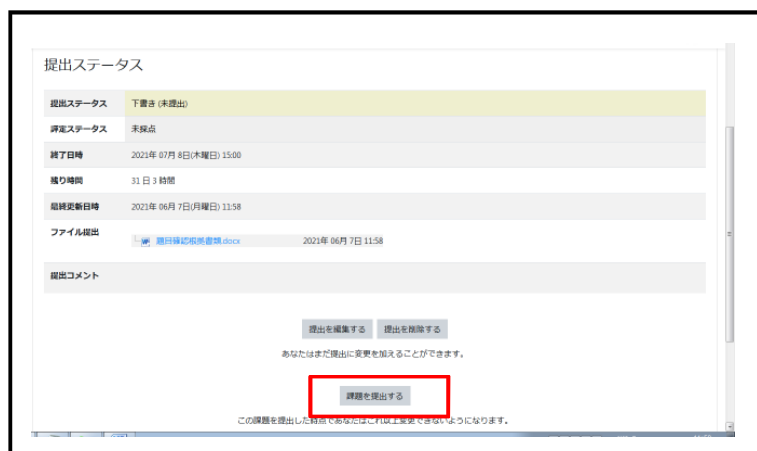 提出ステータス
提出ステータス 下書き (未提出)
評定ステータス 未採点
終了日時 2021年 07月 8日(木曜日) 15:00
残り時間 31 日 3 時間
最終更新日時 2021年 06月 7日(月曜日) 11:58
ファイル提出
題目確認根拠書類.docx 2021年 06月 7日 11:58
提出コメント
提出を編集する 提出を削除する
あなたはまだ提出に変更を加えることができます。
課題を提出する
この課題を提出した時点であなたはこれ以上変更できないようになります。